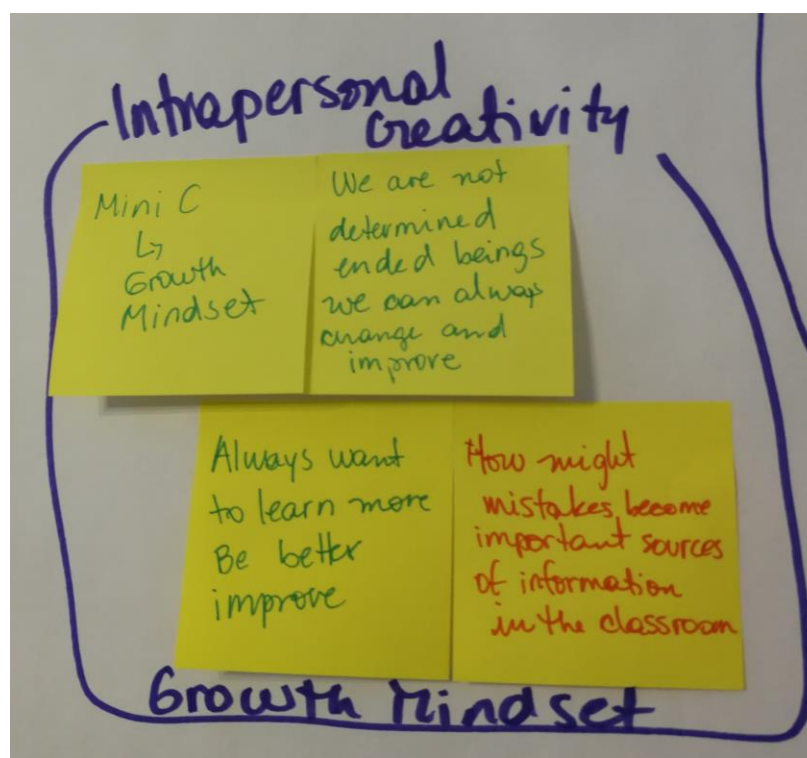 Intrapersonal
Creativity
Mini C
↳
Growth
Mindset
We are not
determined
ended beings
we can always
change and
improve
Always want
to learn more
Be better
improve
How might
mistakes become
important sources
of information
in the classroom
Growth Mindset